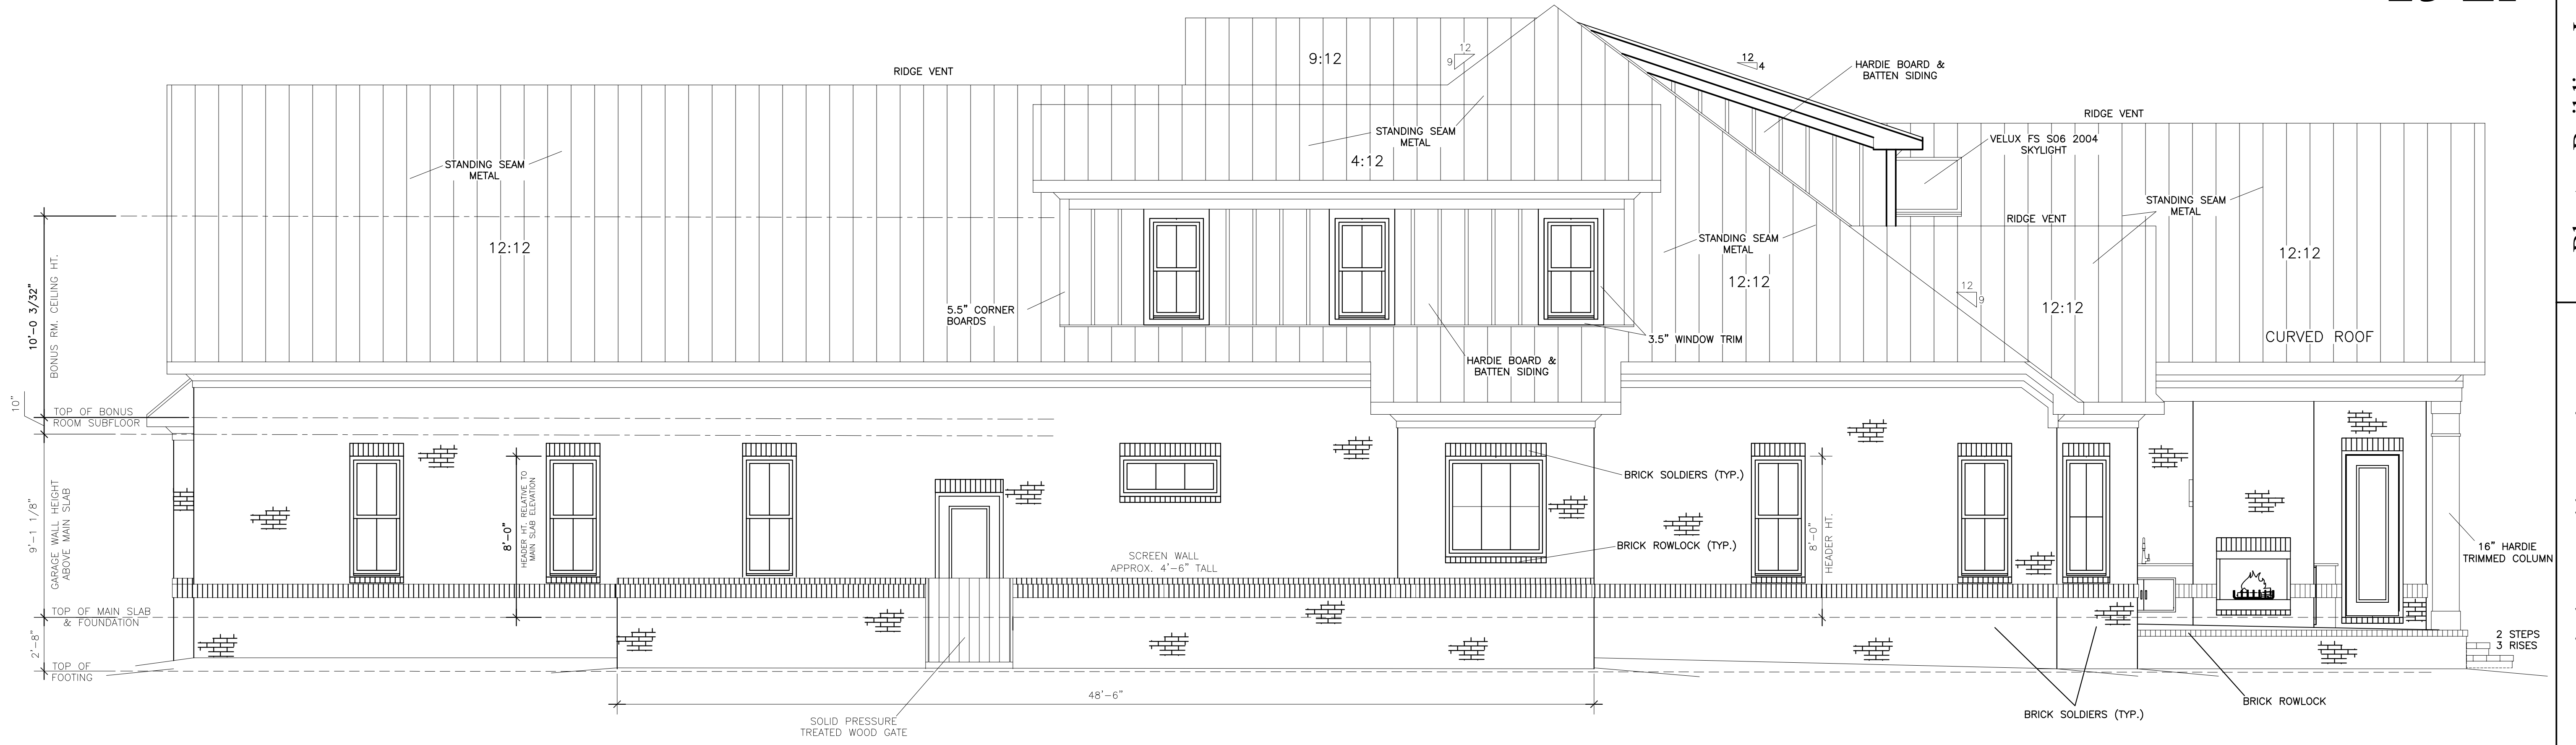 RIDGE VENT
9:12
12
9
12
4
HARDIE BOARD &
BATTEN SIDING
RIDGE VENT
STANDING SEAM
METAL
STANDING SEAM
METAL
4:12
VELUX FS S06 2004
SKYLIGHT
STANDING SEAM
METAL
RIDGE VENT
12:12
STANDING SEAM
METAL
12:12
12:12
10'-0 3/32"
BONUS RM. CEILING HT.
5.5" CORNER
BOARDS
12
9
12:12
3.5" WINDOW TRIM
CURVED ROOF
HARDIE BOARD &
BATTEN SIDING
10"
TOP OF BONUS
ROOM SUBFLOOR
9'-1 1/8"
GARAGE WALL HEIGHT
ABOVE MAIN SLAB
8'-0"
HEADER HT. RELATIVE TO
MAIN SLAB ELEVATION
BRICK SOLDIERS (TYP.)
8'-0"
HEADER HT.
BRICK ROWLOCK (TYP.)
SCREEN WALL
APPROX. 4'-6" TALL
16" HARDIE
TRIMMED COLUMN
TOP OF MAIN SLAB
& FOUNDATION
2'-8"
TOP OF
FOOTING
2 STEPS
3 RISES
48'-6"
SOLID PRESSURE
TREATED WOOD GATE
BRICK SOLDIERS (TYP.)
BRICK ROWLOCK